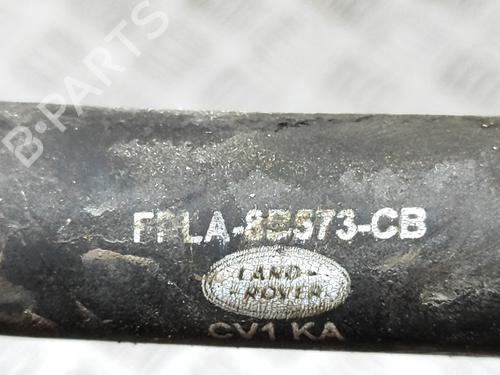 B-PARTS
FPLA-8B573-CB
LAND-
ROVER
CV1 KA